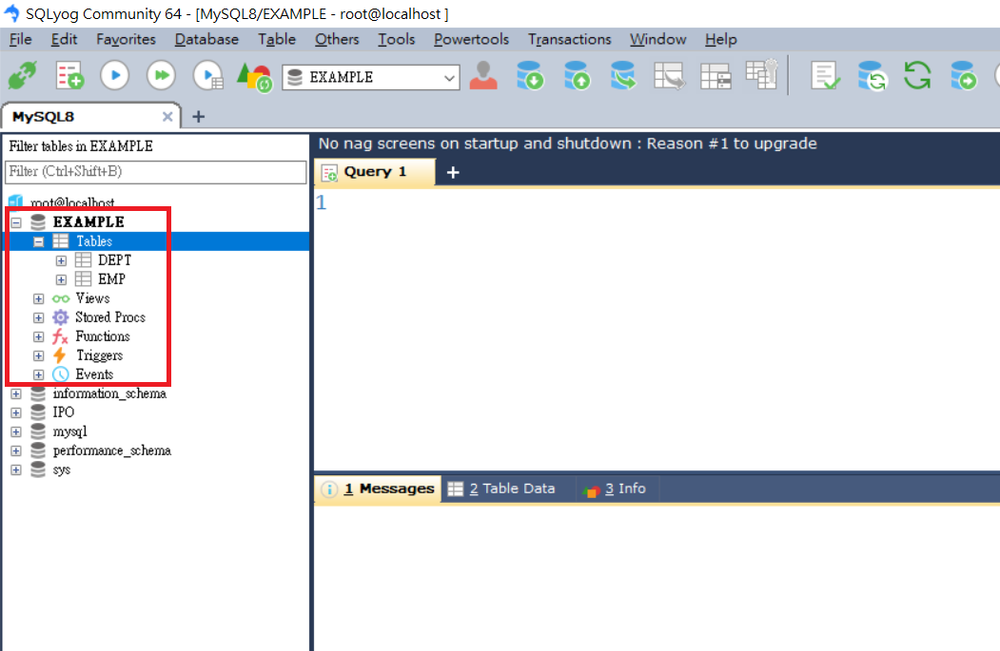 SQLyog Community 64 - [MySQL8/EXAMPLE - root@localhost ]
File Edit Favorites Database Table Others Tools Powertools Transactions Window Help
EXAMPLE
MySQL8
Filter tables in EXAMPLE
Filter (Ctrl+Shift+B)
root@localhost
EXAMPLE
Tables
DEPT
EMP
Views
Stored Procs
Functions
Triggers
Events
information_schema
IPO
mysql
performance_schema
sys
No nag screens on startup and shutdown : Reason #1 to upgrade
Query 1
1
1 Messages 2 Table Data 3 Info